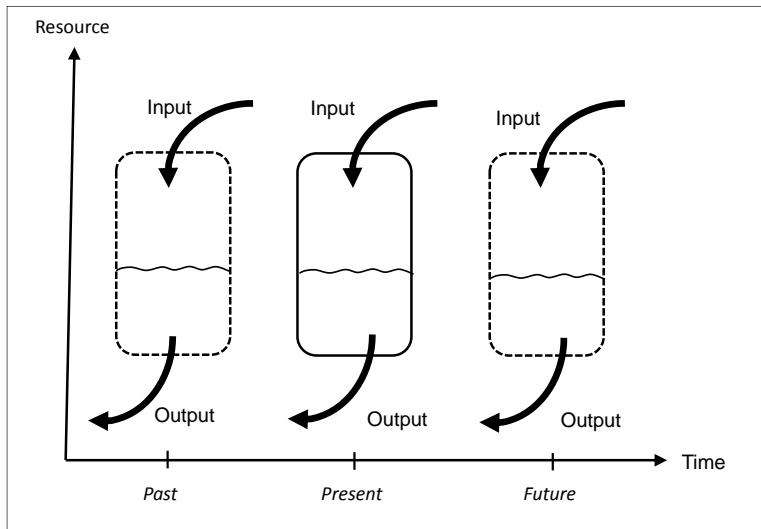 Resource
Input
Input
Input
Output
Output
Output
Time
Past
Present
Future